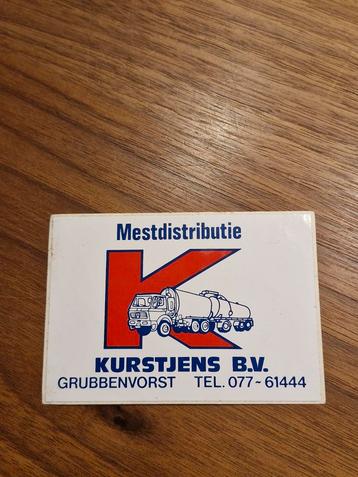 Mestdistributie
K
KURSTJENS B.V.
GRUBBENVORST TEL. 077~61444